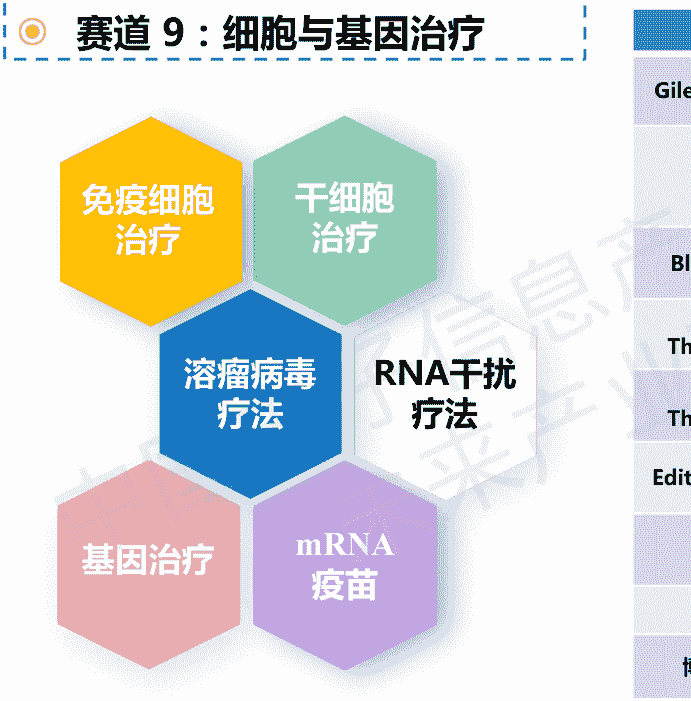 赛道 9：细胞与基因治疗
免疫细胞
治疗
干细胞
治疗
溶瘤病毒
疗法
RNA干扰
疗法
基因治疗
mRNA
疫苗
Gile
Bl
Th
Th
Edit